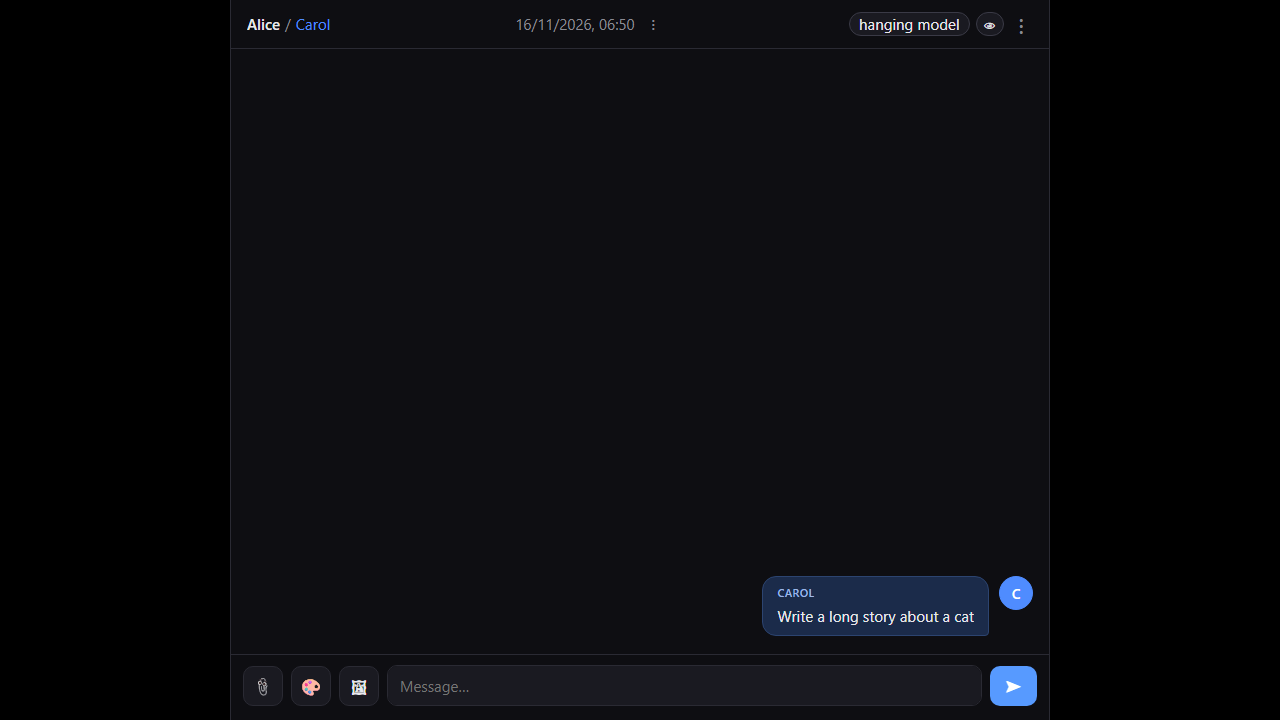 Alice / Carol
16/11/2026, 06:50
hanging model
C
CAROL
Write a long story about a cat
Message...